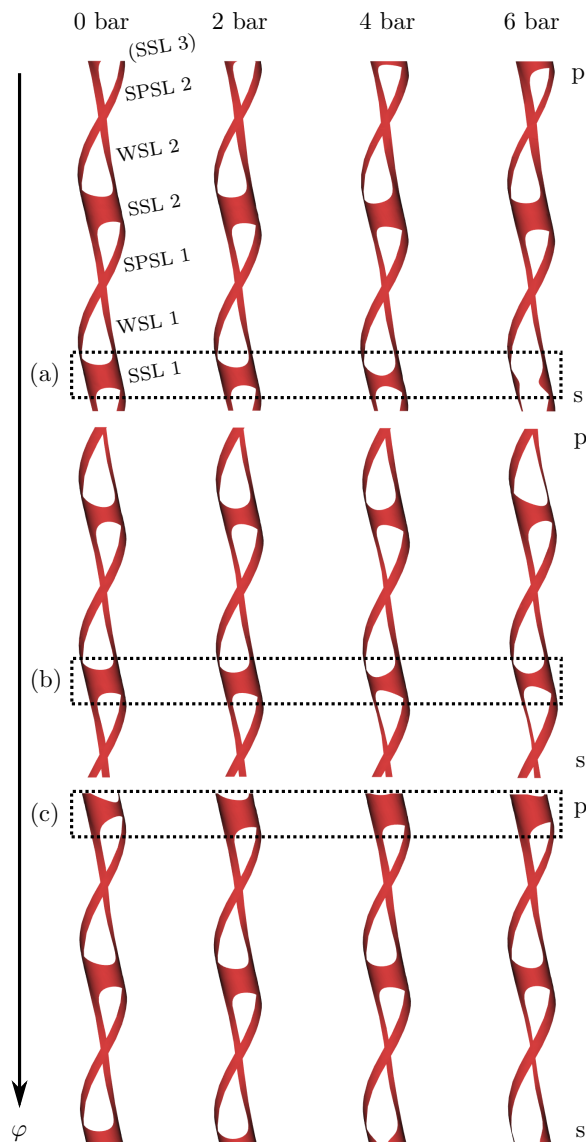 0 bar 2 bar 4 bar 6 bar
(SSL 3)
p
SPSL 2
WSL 2
SSL 2
SPSL 1
WSL 1
(a)
SSL 1
s
p
(b)
s
(c)
p
φ
s